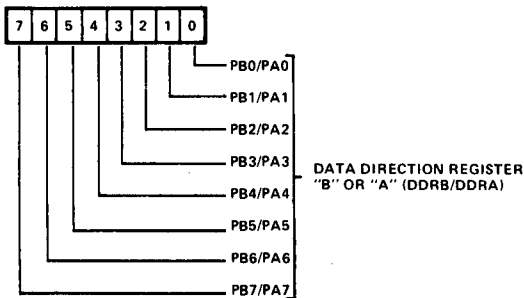 7 6 5 4 3 2 1 0
PB0/PA0
PB1/PA1
PB2/PA2
PB3/PA3
DATA DIRECTION REGISTER
"B" OR "A" (DDRB/DDRA)
PB4/PA4
PB5/PA5
PB6/PA6
PB7/PA7